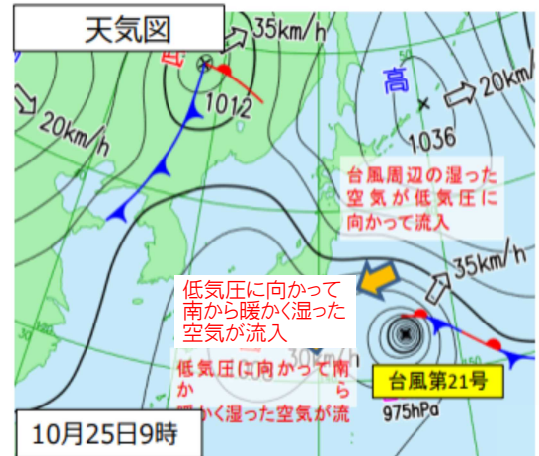 天気図
35km/h
低
1012
高
20km/
1036
20km/h
50
台風周辺の湿った
空気が低気圧に
向かって流入
35km/h
低気圧に向かって
南から暖かく湿った
空気が流入
30km/h
低気圧に向かって南
か ら
暖かく湿った空気が流
台風第21号
975hPa
30
10月25日9時